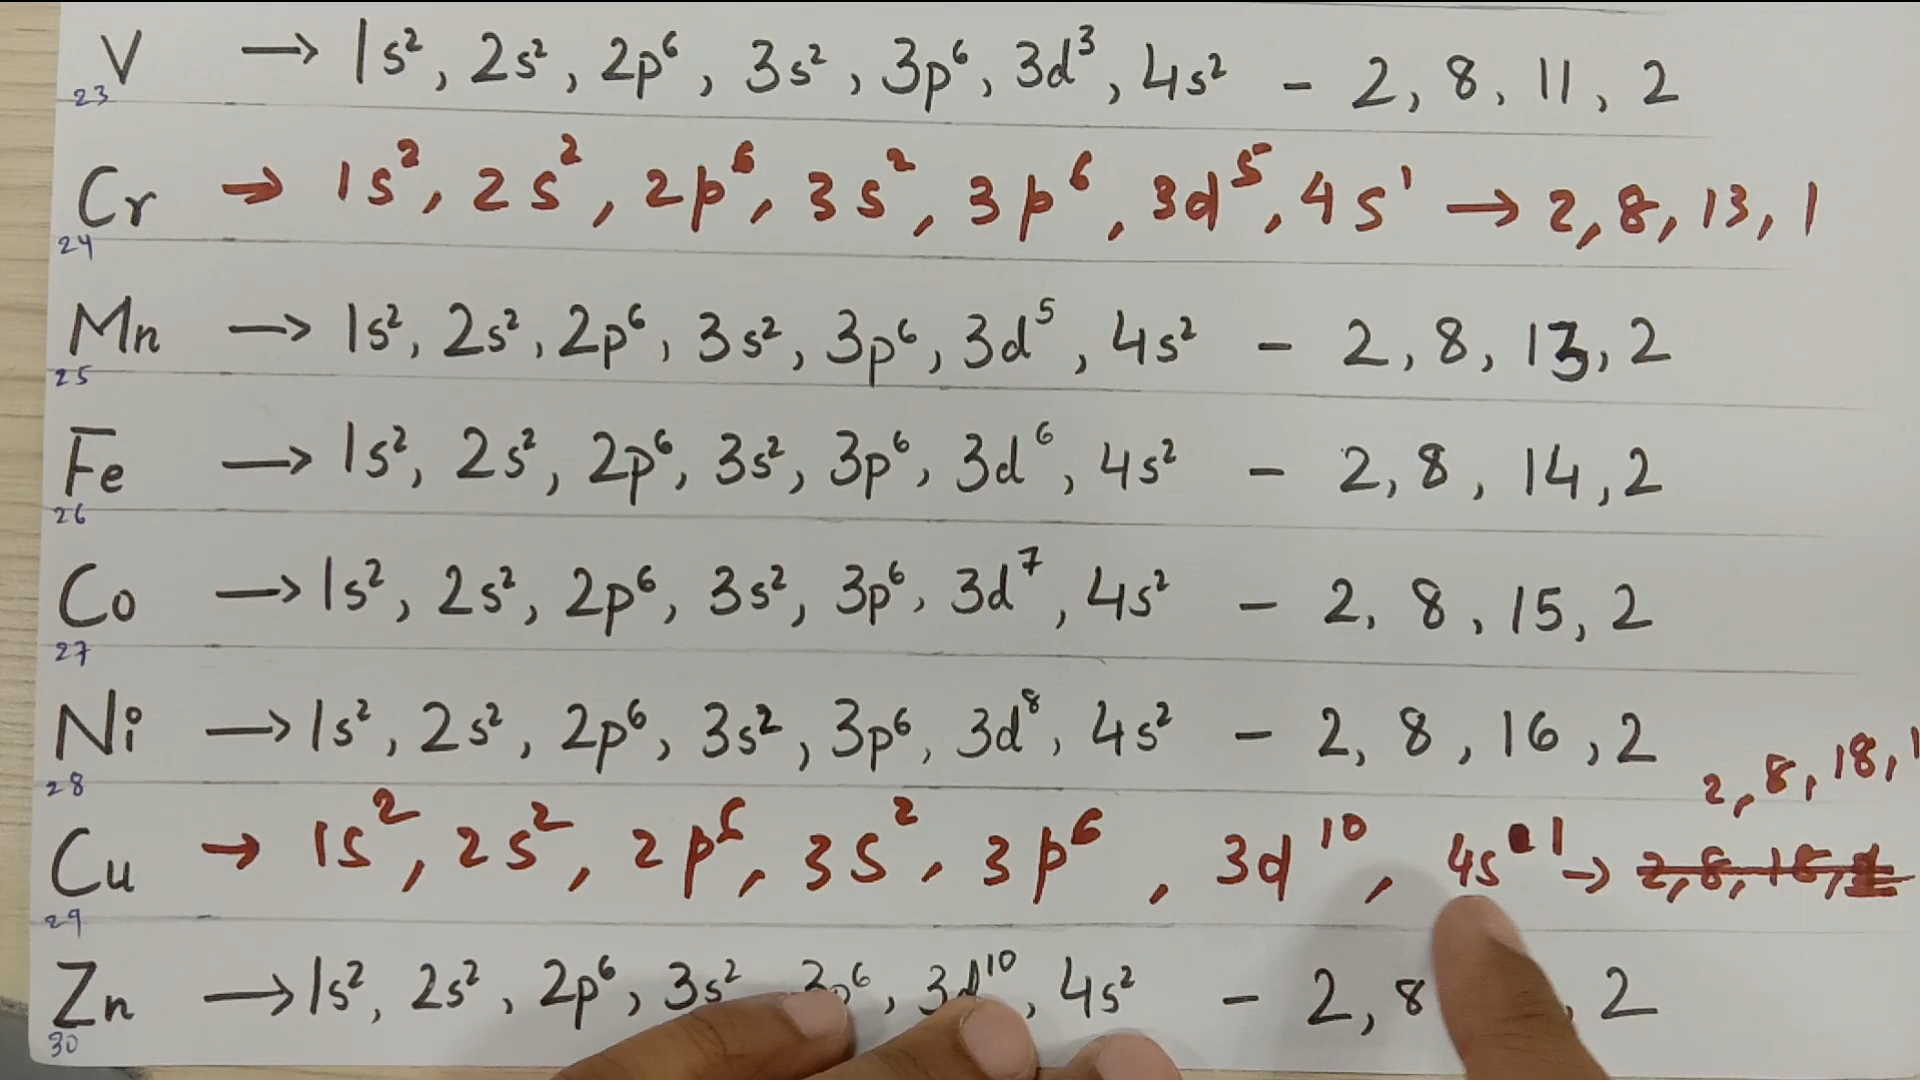 V → 1s², 2s², 2p⁶, 3s², 3p⁶, 3d³, 4s² - 2, 8, 11, 2
23
Cr → 1s², 2s², 2p⁶, 3s², 3p⁶, 3d⁵, 4s¹ → 2, 8, 13, 1
24
Mn → 1s², 2s², 2p⁶, 3s², 3p⁶, 3d⁵, 4s² - 2, 8, 13, 2
25
Fe → 1s², 2s², 2p⁶, 3s², 3p⁶, 3d⁶, 4s² - 2, 8, 14, 2
26
Co → 1s², 2s², 2p⁶, 3s², 3p⁶, 3d⁷, 4s² - 2, 8, 15, 2
27
Ni → 1s², 2s², 2p⁶, 3s², 3p⁶, 3d⁸, 4s² - 2, 8, 16, 2
28
2, 8, 18, 1
Cu → 1s², 2s², 2p⁶, 3s², 3p⁶, 3d¹⁰, 4s¹ →
29
Zn → 1s², 2s², 2p⁶, 3s², 3p⁶, 3d¹⁰, 4s² - 2, 8 , 2
30